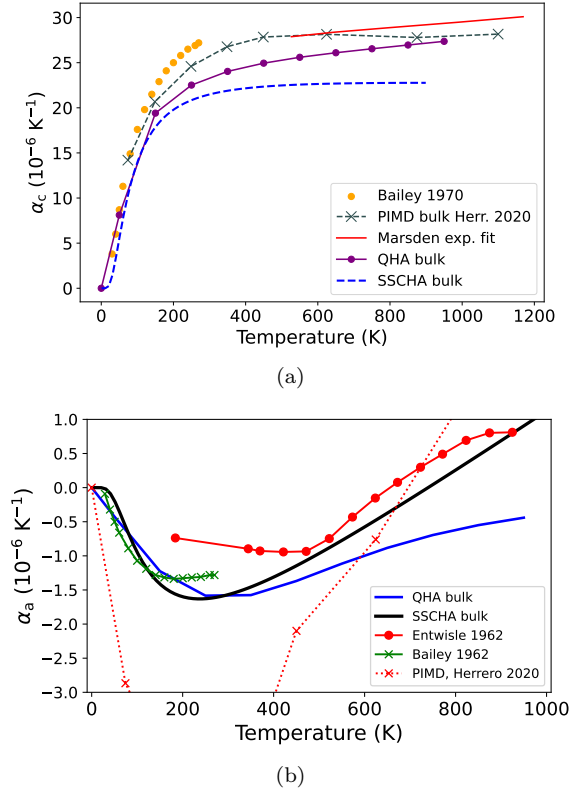 30
25
20
15
10
5
0
α_c (10⁻⁶ K⁻¹)
Bailey 1970
PIMD bulk Herr. 2020
Marsden exp. fit
QHA bulk
SSCHA bulk
0 200 400 600 800 1000 1200
Temperature (K)
(a)
1.0
0.5
0.0
−0.5
−1.0
−1.5
−2.0
−2.5
−3.0
α_a (10⁻⁶ K⁻¹)
QHA bulk
SSCHA bulk
Entwisle 1962
Bailey 1962
PIMD, Herrero 2020
0 200 400 600 800 1000
Temperature (K)
(b)